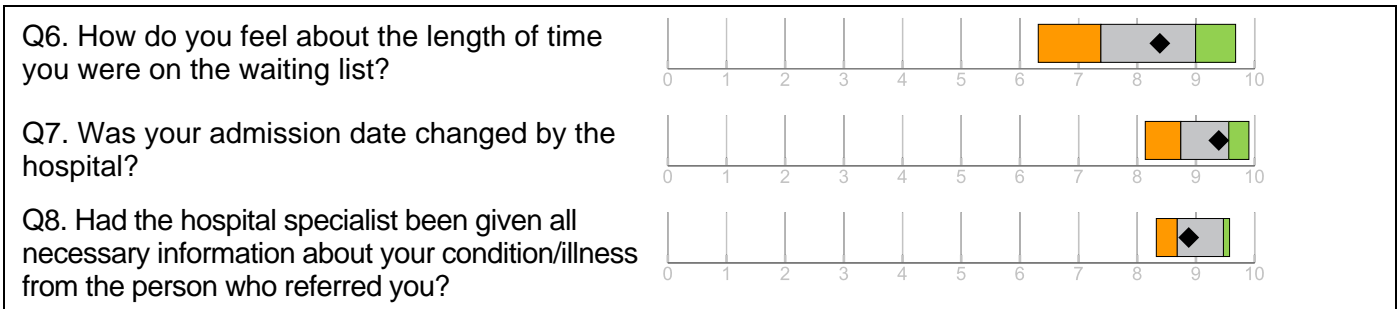 Q6. How do you feel about the length of time
you were on the waiting list?
0 1 2 3 4 5 6 7 8 9 10
Q7. Was your admission date changed by the
hospital?
0 1 2 3 4 5 6 7 8 9 10
Q8. Had the hospital specialist been given all
necessary information about your condition/illness
from the person who referred you?
0 1 2 3 4 5 6 7 8 9 10